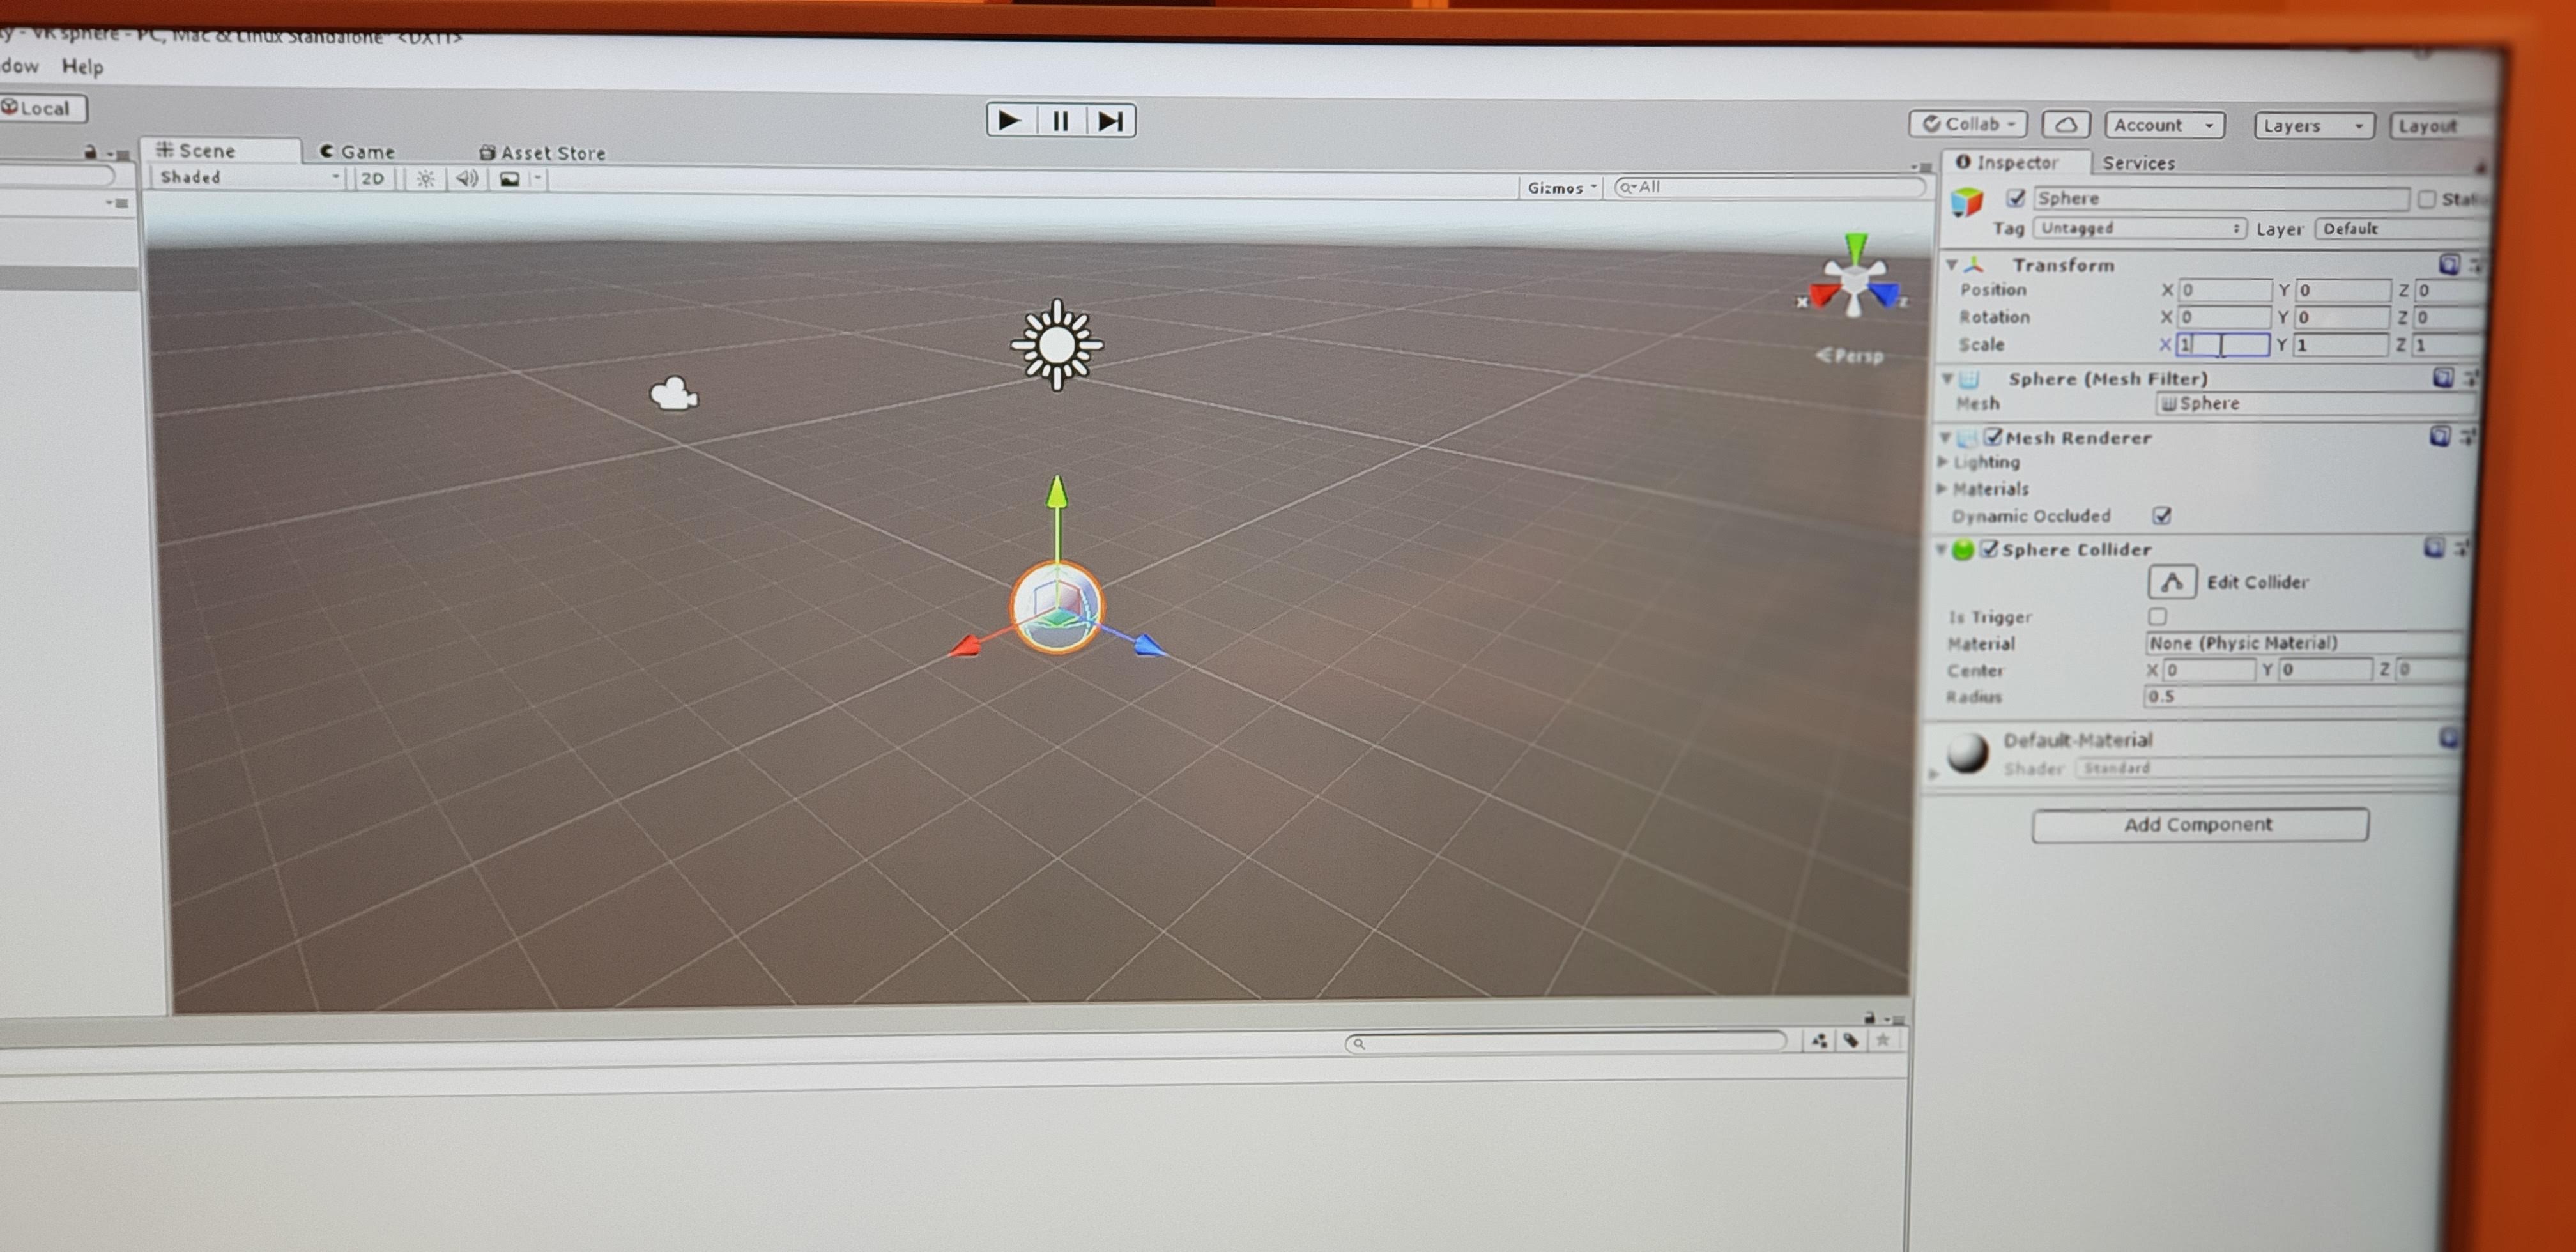 y - VR sphere - PC, Mac & Linux Standalone* <DX11>
dow Help
Local
Collab Account Layers Layout
Scene Game Asset Store
Inspector Services
Shaded 2D
Gizmos All
Sphere
Tag Untagged Layer Default
Transform
Position X 0 Y 0 Z 0
Rotation X 0 Y 0 Z 0
Scale X 1 Y 1 Z 1
x z
Persp
Sphere (Mesh Filter)
Mesh Sphere
Mesh Renderer
Lighting
Materials
Dynamic Occluded
Sphere Collider
Edit Collider
Is Trigger
Material None (Physic Material)
Center X 0 Y 0 Z 0
Radius 0.5
Default-Material
Shader Standard
Add Component